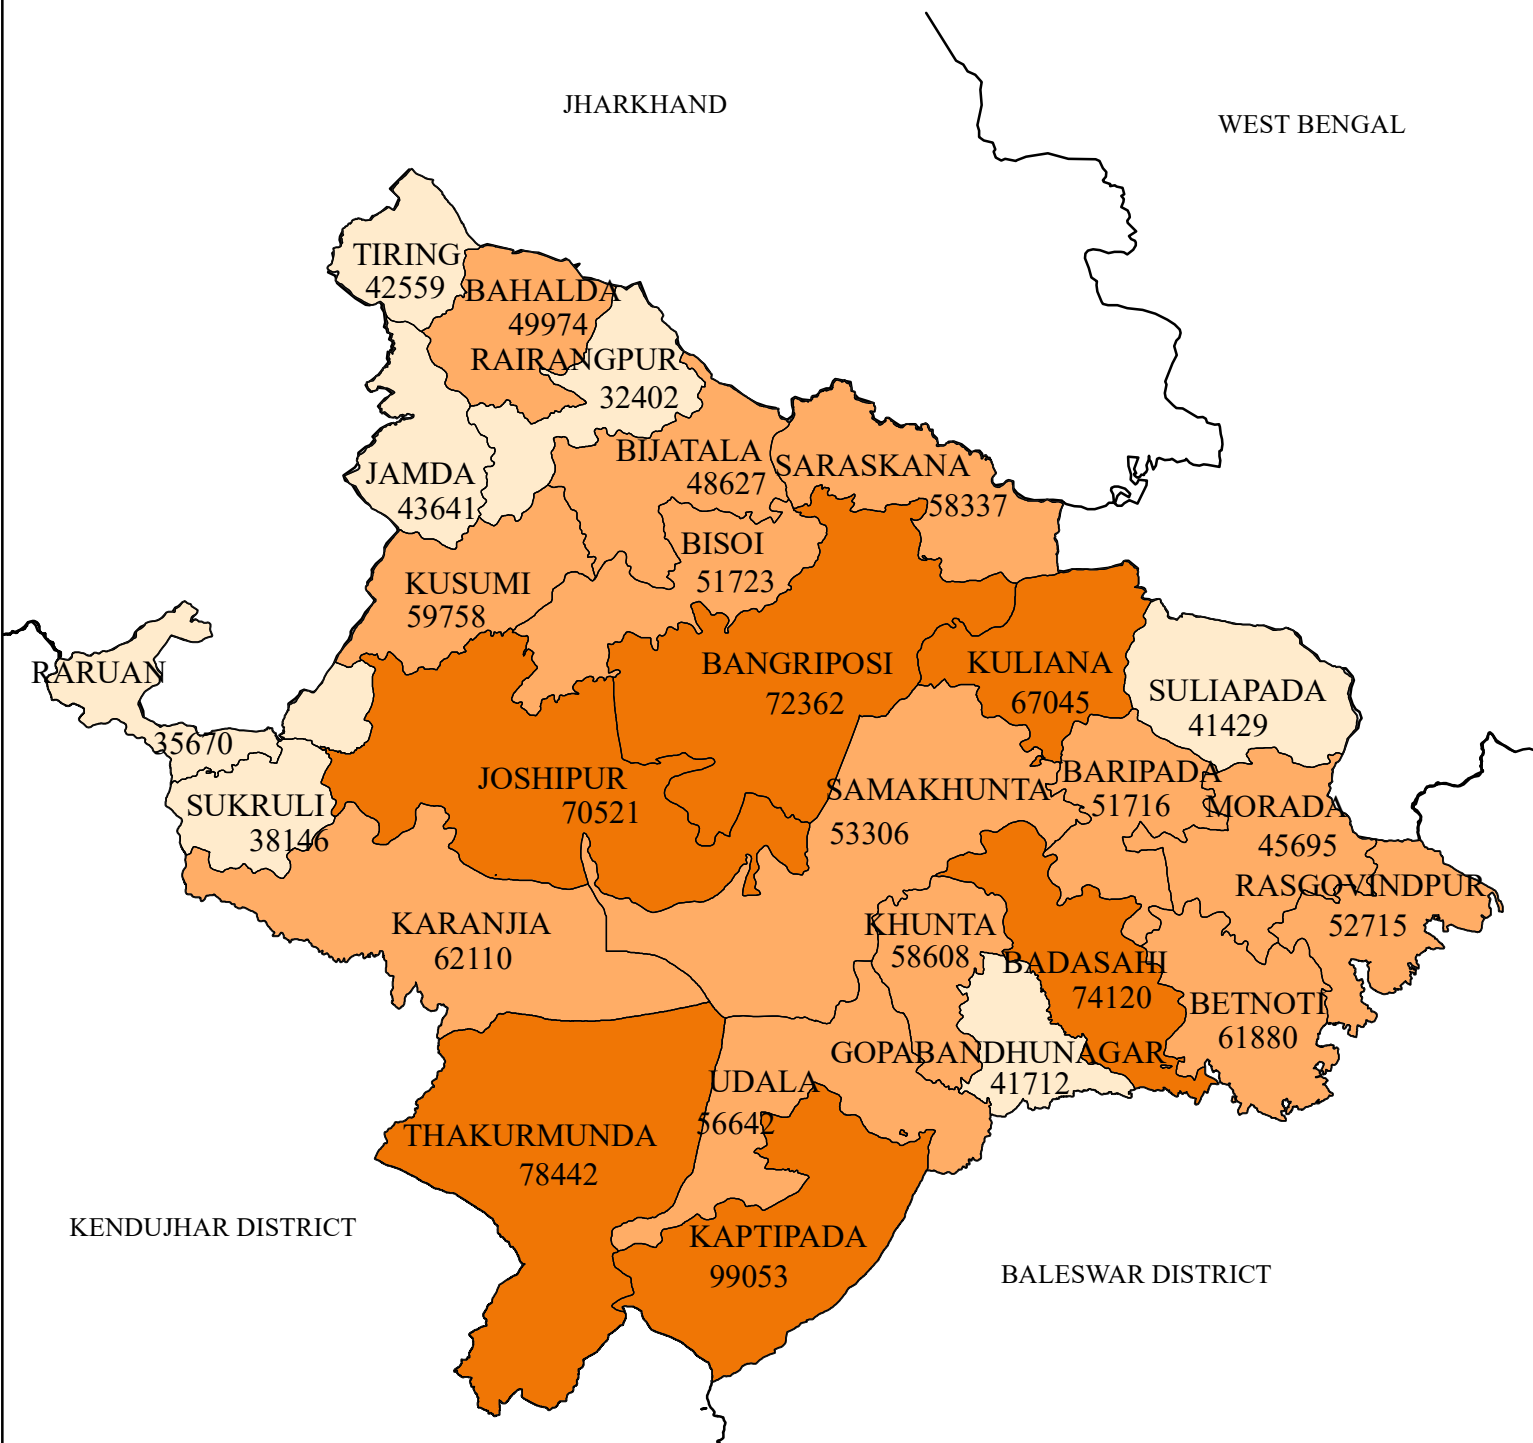 JHARKHAND
WEST BENGAL
TIRING
42559
BAHALDA
49974
RAIRANGPUR
32402
BIJATALA
48627
SARASKANA
58337
JAMDA
43641
BISOI
51723
KUSUMI
59758
RARUAN
35670
BANGRIPOSI
72362
KULIANA
67045
SULIAPADA
41429
SUKRULI
38146
JOSHIPUR
70521
SAMAKHUNTA
53306
BARIPADA
51716
MORADA
45695
RASGOVINDPUR
52715
KARANJIA
62110
KHUNTA
58608
BADASAHI
74120
BETNOTI
61880
GOPABANDHUNAGAR
41712
UDALA
56642
THAKURMUNDA
78442
KAPTIPADA
99053
KENDUJHAR DISTRICT
BALESWAR DISTRICT